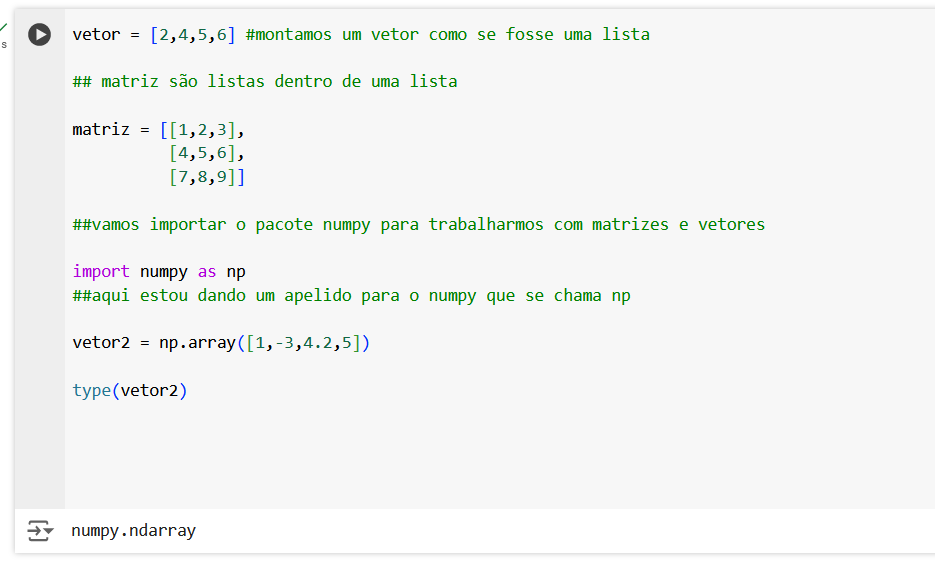 s
vetor = [2,4,5,6] #montamos um vetor como se fosse uma lista
## matriz são listas dentro de uma lista
matriz = [[1,2,3],
[4,5,6],
[7,8,9]]
##vamos importar o pacote numpy para trabalharmos com matrizes e vetores
import numpy as np
##aqui estou dando um apelido para o numpy que se chama np
vetor2 = np.array([1,-3,4.2,5])
type(vetor2)
numpy.ndarray